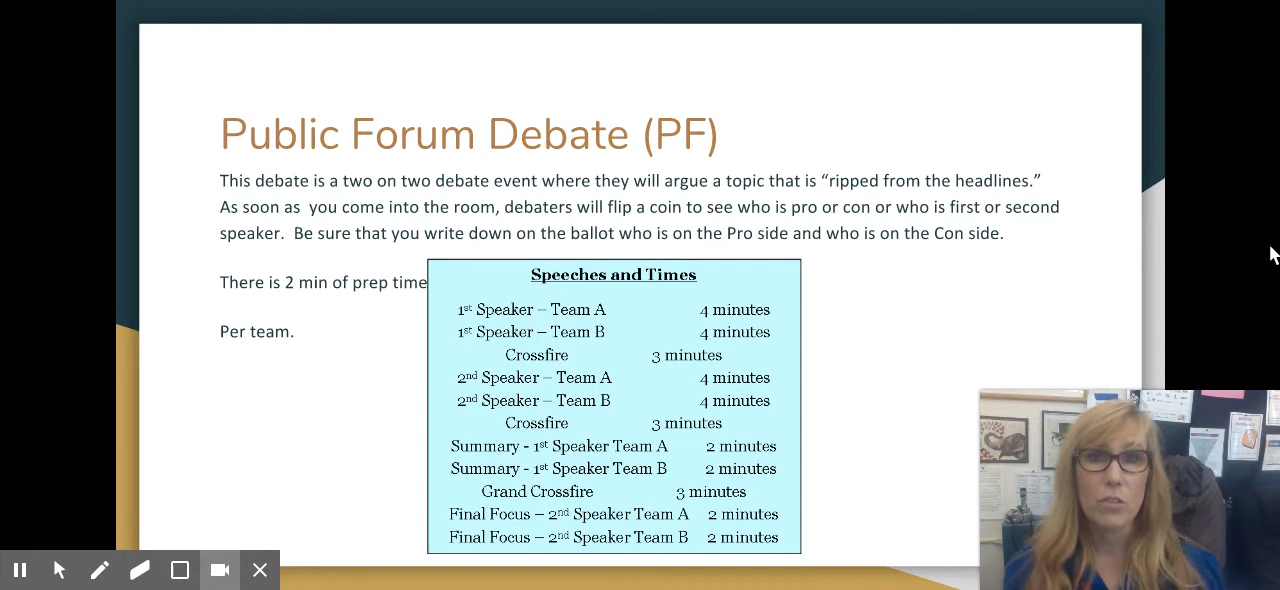 Public Forum Debate (PF)
This debate is a two on two debate event where they will argue a topic that is “ripped from the headlines.”
As soon as  you come into the room, debaters will flip a coin to see who is pro or con or who is first or second
speaker.  Be sure that you write down on the ballot who is on the Pro side and who is on the Con side.
There is 2 min of prep time
Per team.
Speeches and Times
1st Speaker – Team A 4 minutes
1st Speaker – Team B 4 minutes
Crossfire 3 minutes
2nd Speaker – Team A 4 minutes
2nd Speaker – Team B 4 minutes
Crossfire 3 minutes
Summary - 1st Speaker Team A 2 minutes
Summary - 1st Speaker Team B 2 minutes
Grand Crossfire 3 minutes
Final Focus – 2nd Speaker Team A 2 minutes
Final Focus – 2nd Speaker Team B 2 minutes